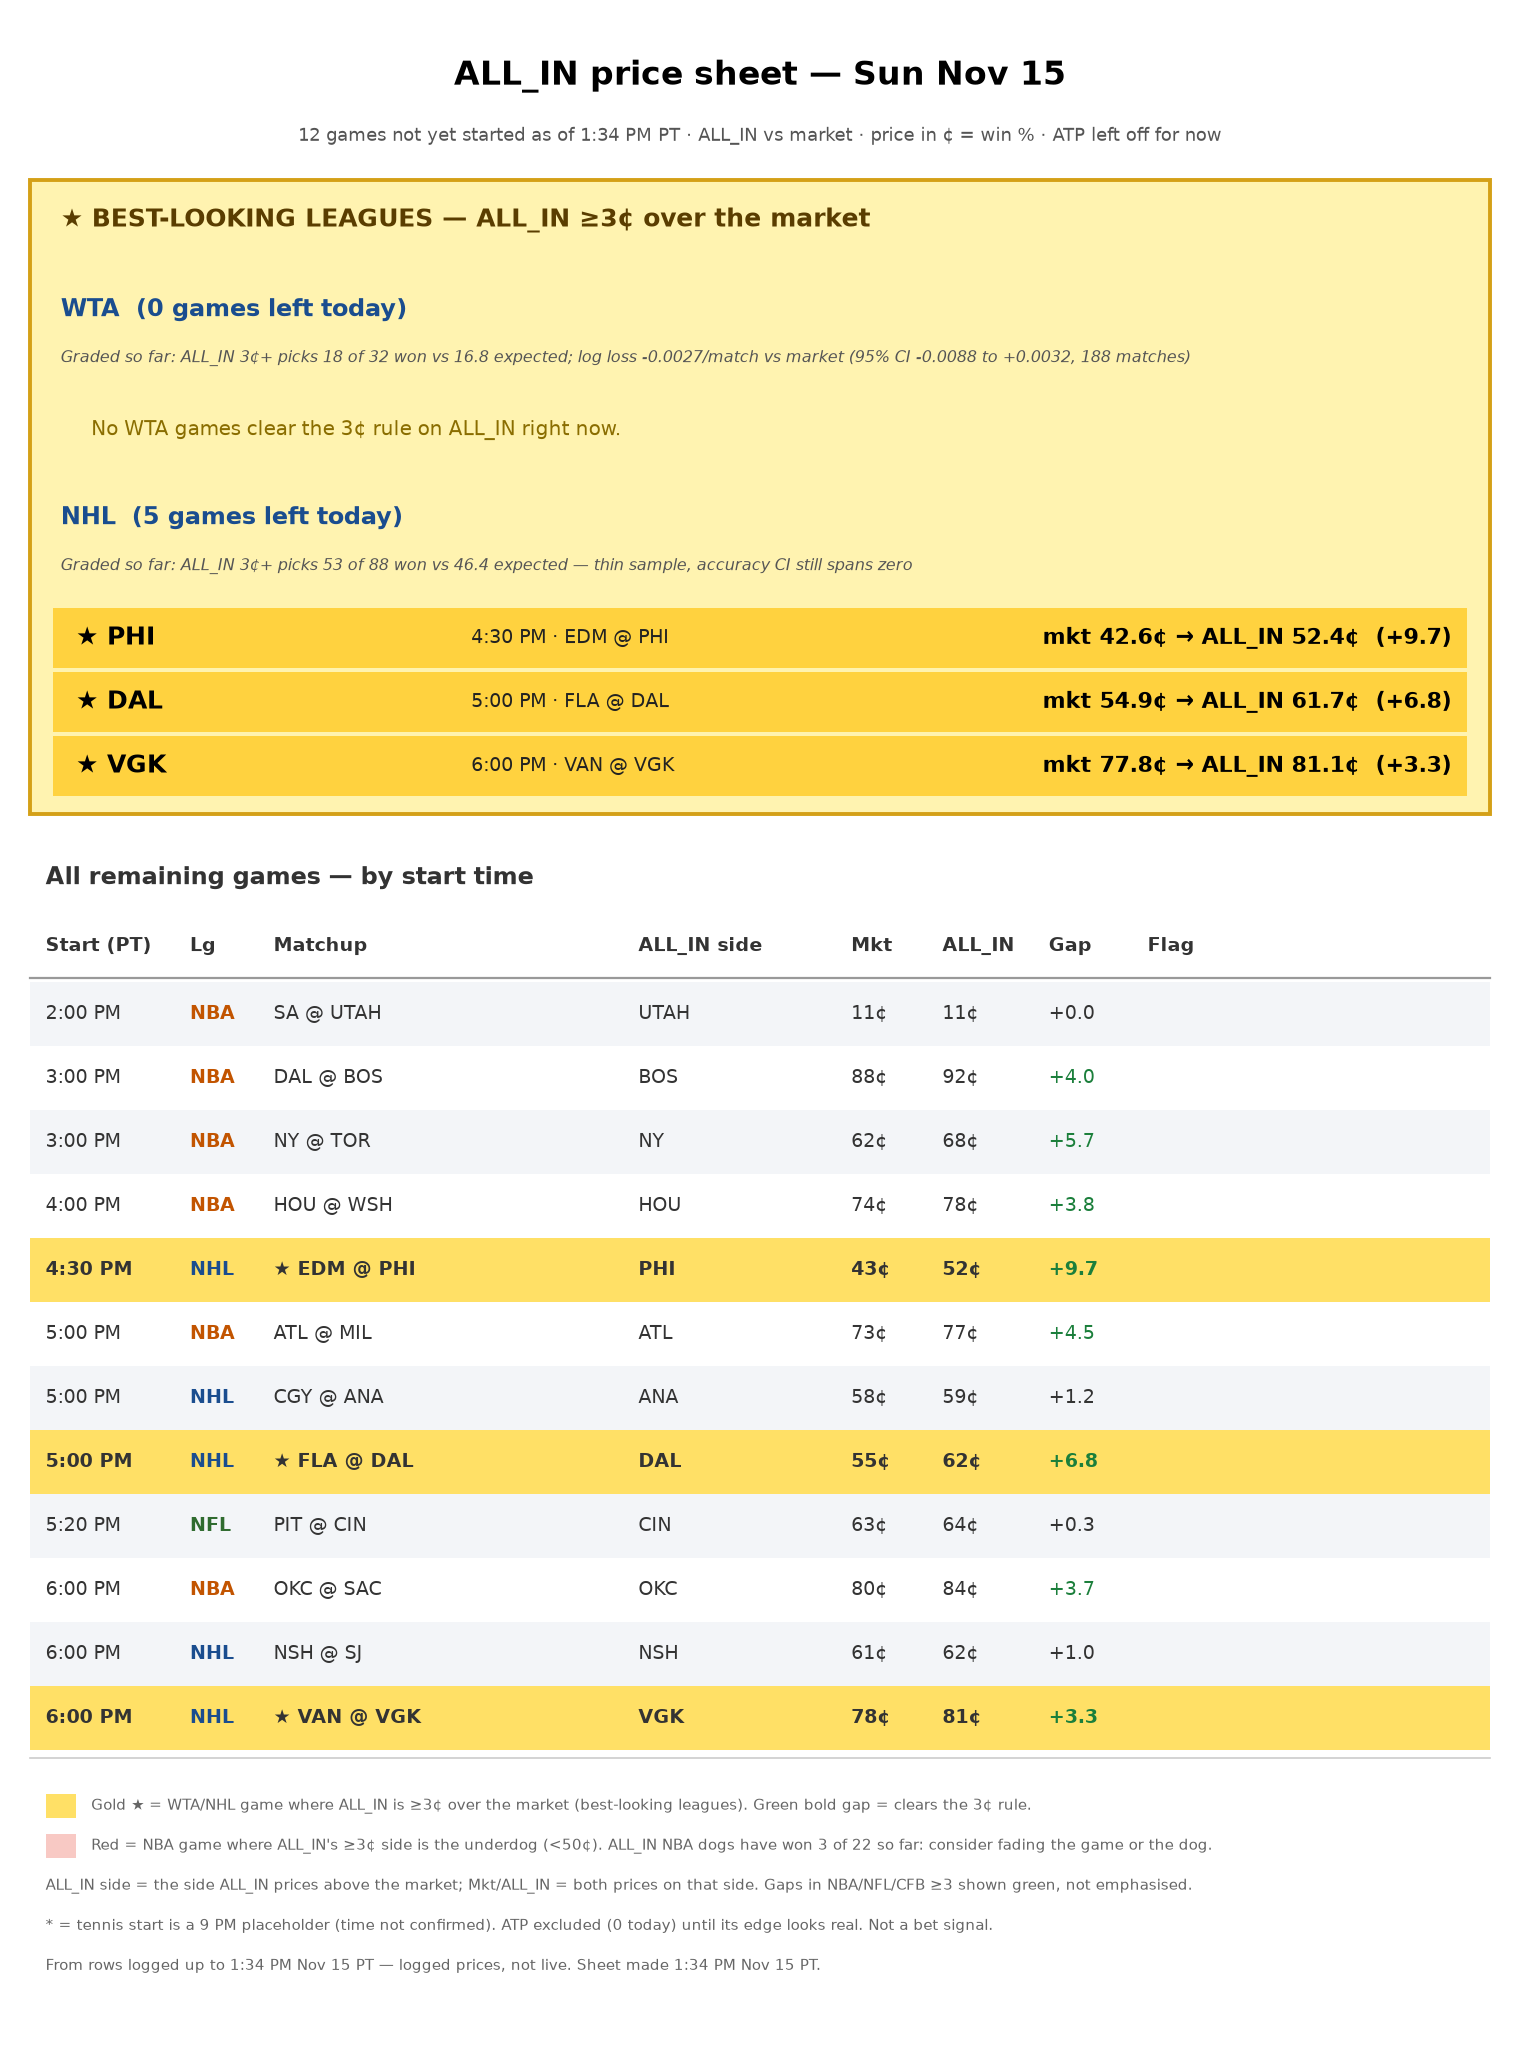 ALL_IN price sheet — Sun Nov 15
12 games not yet started as of 1:34 PM PT · ALL_IN vs market · price in ¢ = win % · ATP left off for now
★ BEST-LOOKING LEAGUES — ALL_IN ≥3¢ over the market
WTA (0 games left today)
Graded so far: ALL_IN 3¢+ picks 18 of 32 won vs 16.8 expected; log loss -0.0027/match vs market (95% CI -0.0088 to +0.0032, 188 matches)
No WTA games clear the 3¢ rule on ALL_IN right now.
NHL (5 games left today)
Graded so far: ALL_IN 3¢+ picks 53 of 88 won vs 46.4 expected — thin sample, accuracy CI still spans zero
★ PHI 4:30 PM · EDM @ PHI mkt 42.6¢ → ALL_IN 52.4¢ (+9.7)
★ DAL 5:00 PM · FLA @ DAL mkt 54.9¢ → ALL_IN 61.7¢ (+6.8)
★ VGK 6:00 PM · VAN @ VGK mkt 77.8¢ → ALL_IN 81.1¢ (+3.3)
All remaining games — by start time
Start (PT) Lg Matchup ALL_IN side Mkt ALL_IN Gap Flag
2:00 PM NBA SA @ UTAH UTAH 11¢ 11¢ +0.0
3:00 PM NBA DAL @ BOS BOS 88¢ 92¢ +4.0
3:00 PM NBA NY @ TOR NY 62¢ 68¢ +5.7
4:00 PM NBA HOU @ WSH HOU 74¢ 78¢ +3.8
4:30 PM NHL ★ EDM @ PHI PHI 43¢ 52¢ +9.7
5:00 PM NBA ATL @ MIL ATL 73¢ 77¢ +4.5
5:00 PM NHL CGY @ ANA ANA 58¢ 59¢ +1.2
5:00 PM NHL ★ FLA @ DAL DAL 55¢ 62¢ +6.8
5:20 PM NFL PIT @ CIN CIN 63¢ 64¢ +0.3
6:00 PM NBA OKC @ SAC OKC 80¢ 84¢ +3.7
6:00 PM NHL NSH @ SJ NSH 61¢ 62¢ +1.0
6:00 PM NHL ★ VAN @ VGK VGK 78¢ 81¢ +3.3
Gold ★ = WTA/NHL game where ALL_IN is ≥3¢ over the market (best-looking leagues). Green bold gap = clears the 3¢ rule.
Red = NBA game where ALL_IN's ≥3¢ side is the underdog (<50¢). ALL_IN NBA dogs have won 3 of 22 so far: consider fading the game or the dog.
ALL_IN side = the side ALL_IN prices above the market; Mkt/ALL_IN = both prices on that side. Gaps in NBA/NFL/CFB ≥3 shown green, not emphasised.
* = tennis start is a 9 PM placeholder (time not confirmed). ATP excluded (0 today) until its edge looks real. Not a bet signal.
From rows logged up to 1:34 PM Nov 15 PT — logged prices, not live. Sheet made 1:34 PM Nov 15 PT.